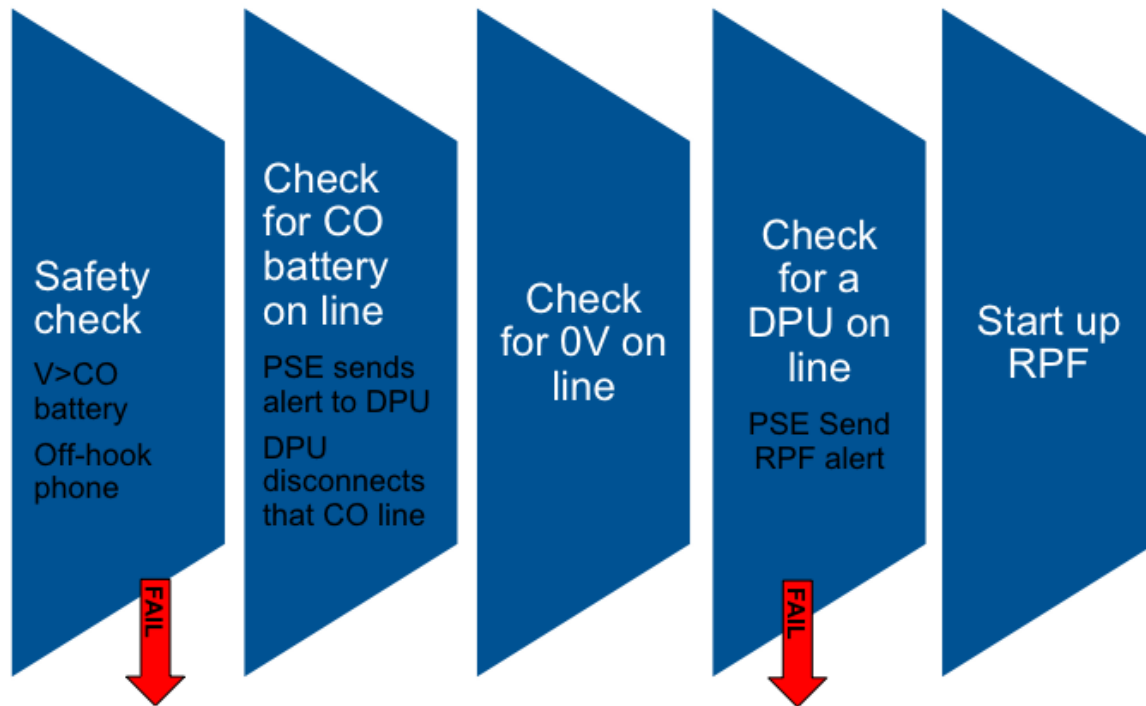 Safety
check
V>CO
battery
Off-hook
phone
FAIL
Check
for CO
battery
on line
PSE sends
alert to DPU
DPU
disconnects
that CO line
Check
for 0V on
line
Check
for a
DPU on
line
PSE Send
RPF alert
FAIL
Start up
RPF